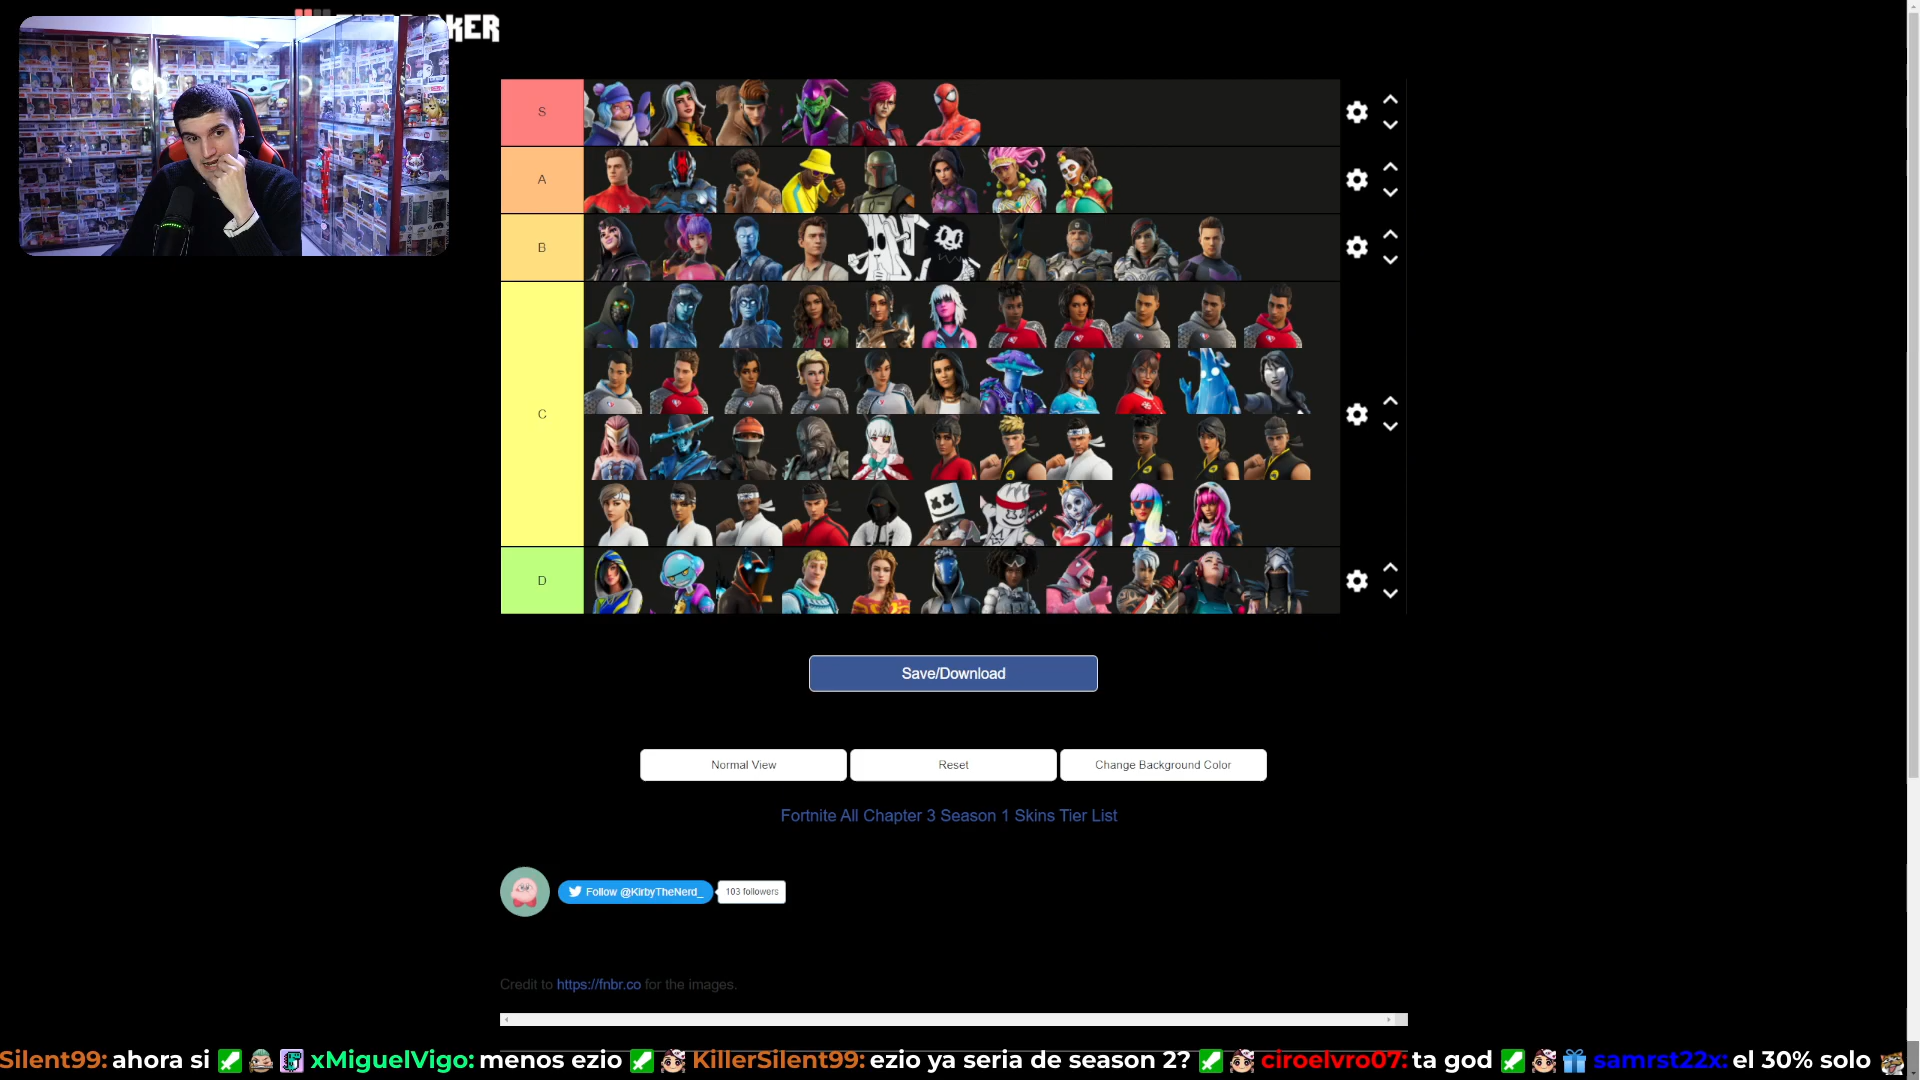 S
A
B
C
D
Save/Download
Normal View
Reset
Change Background Color
Fortnite All Chapter 3 Season 1 Skins Tier List
Follow @KirbyTheNerd_
103 followers
Credit to https://fnbr.co for the images.
Silent99: ahora si xMiguelVigo: menos ezio KillerSilent99: ezio ya seria de season 2? ciroelvro07: ta god samrst22x: el 30% solo